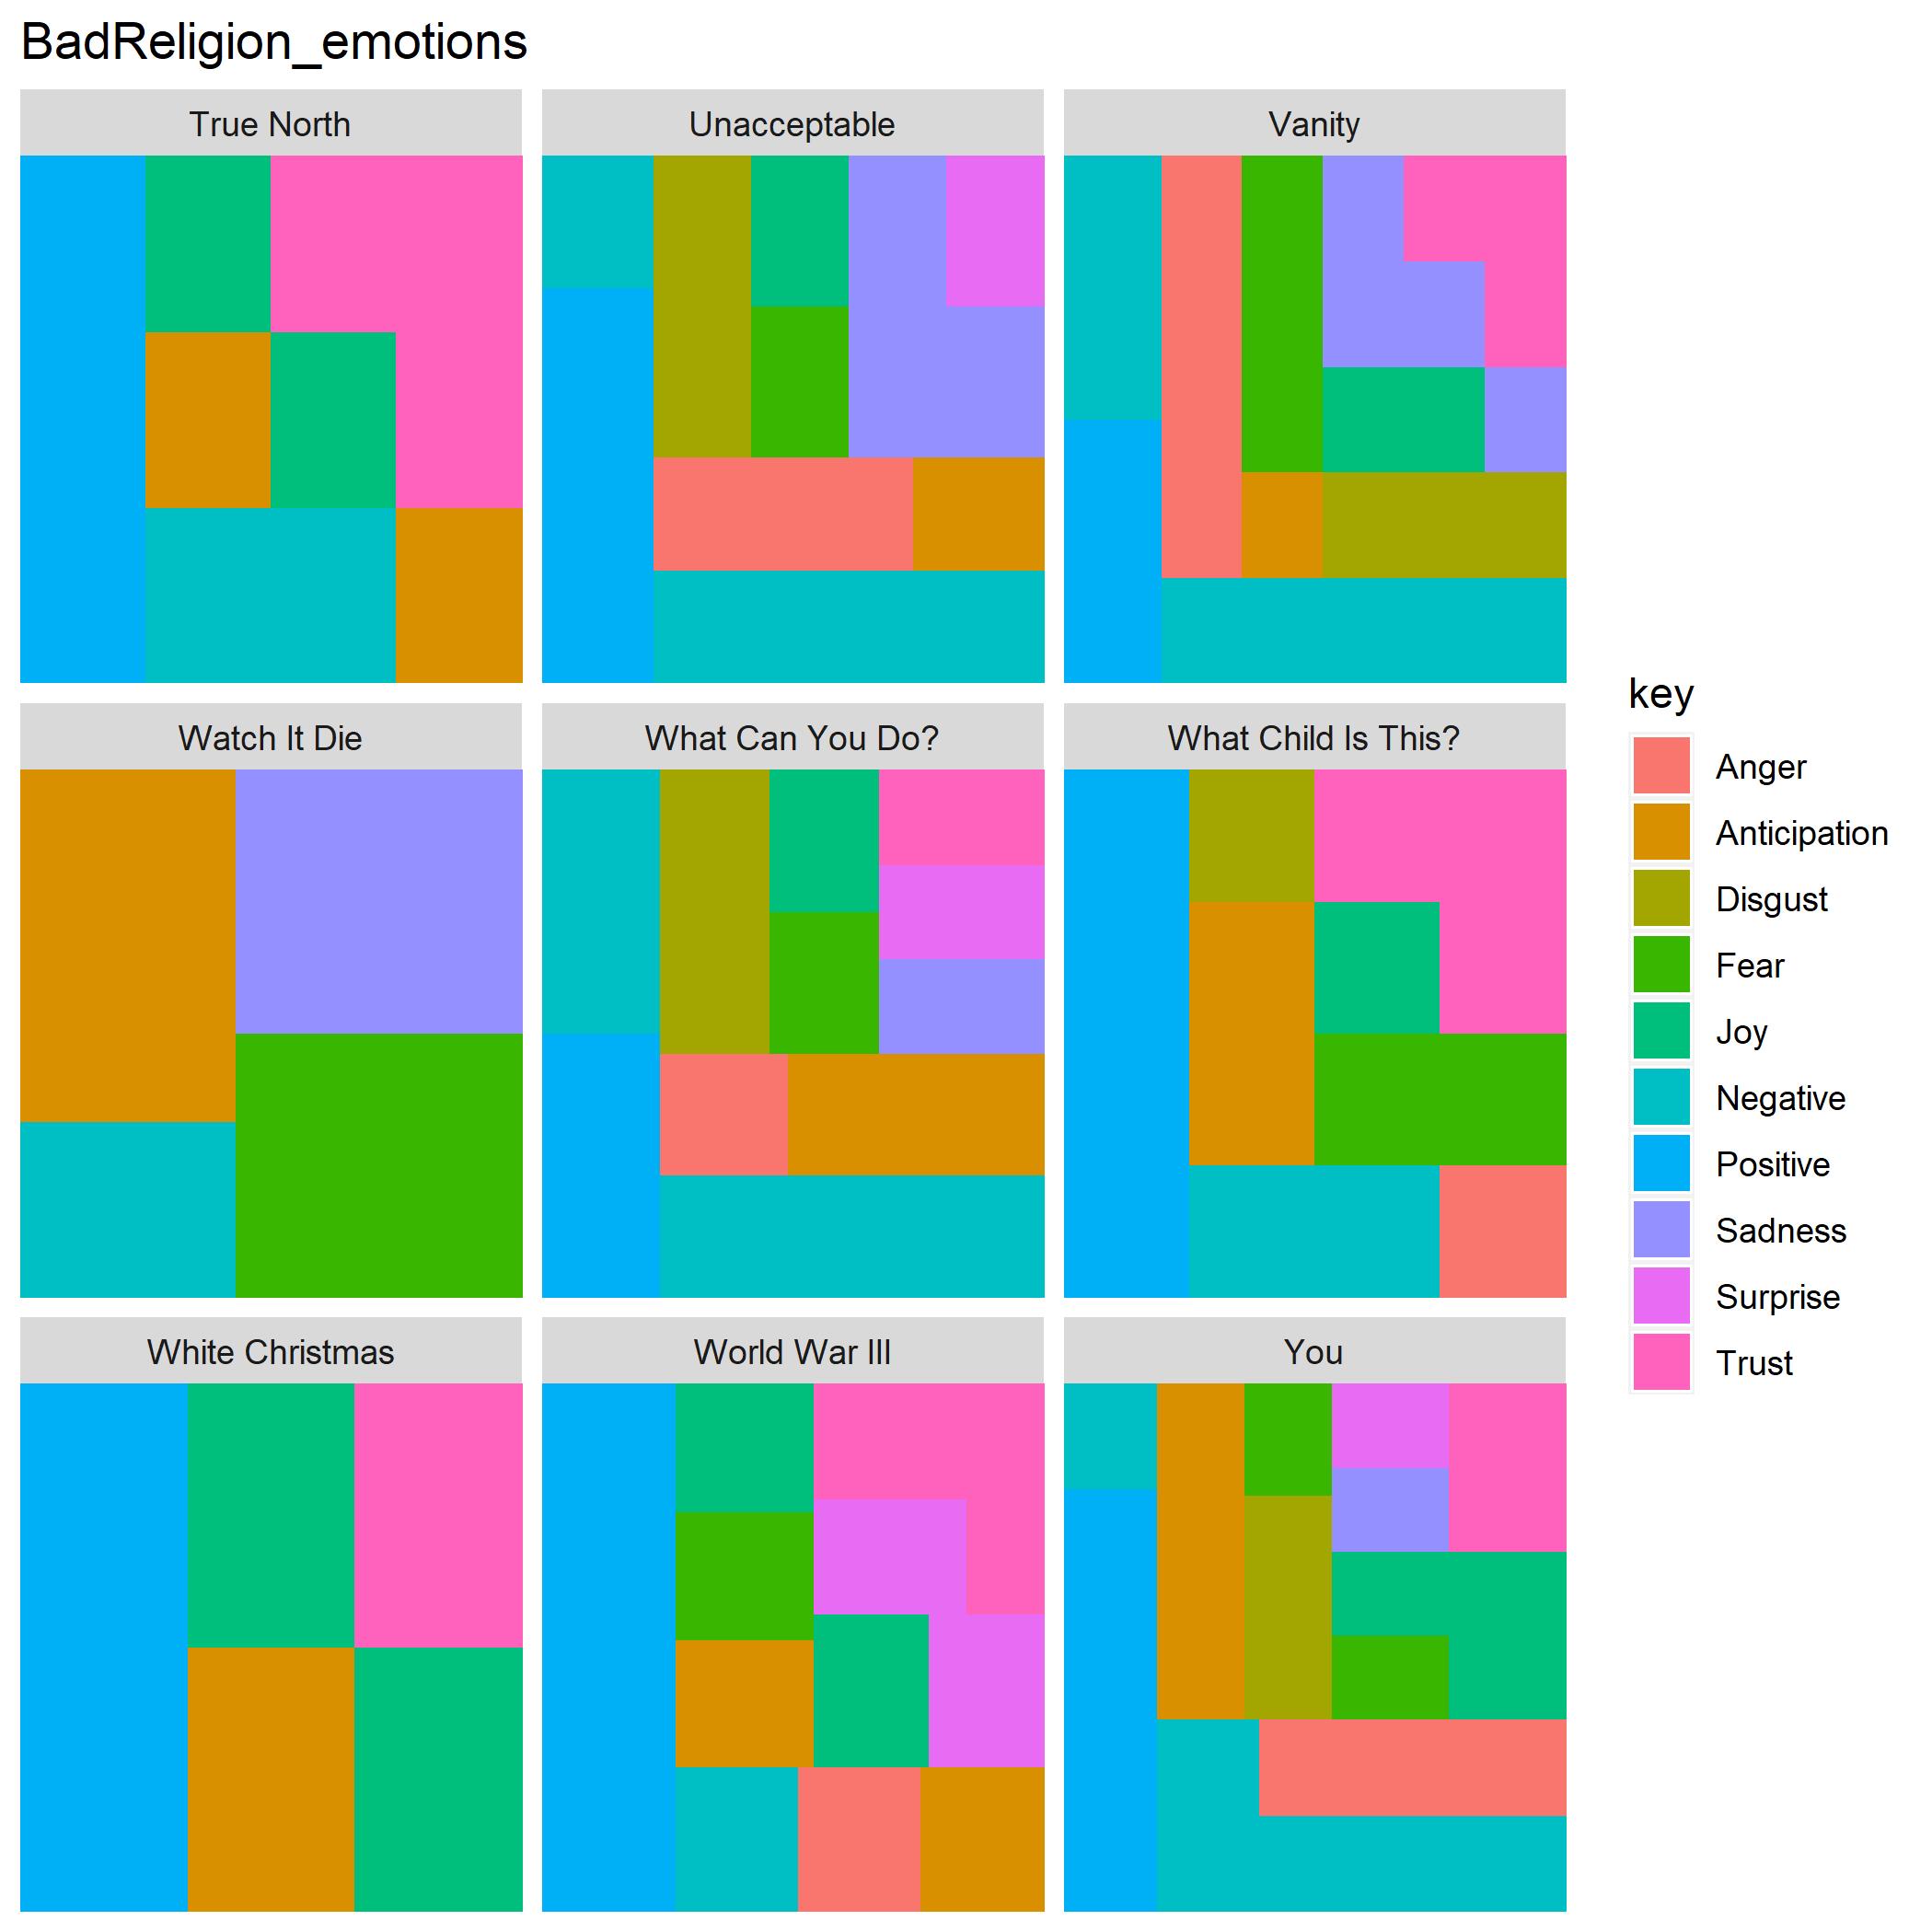 BadReligion_emotions
True North
Unacceptable
Vanity
Watch It Die
What Can You Do?
What Child Is This?
White Christmas
World War III
You
key
Anger
Anticipation
Disgust
Fear
Joy
Negative
Positive
Sadness
Surprise
Trust